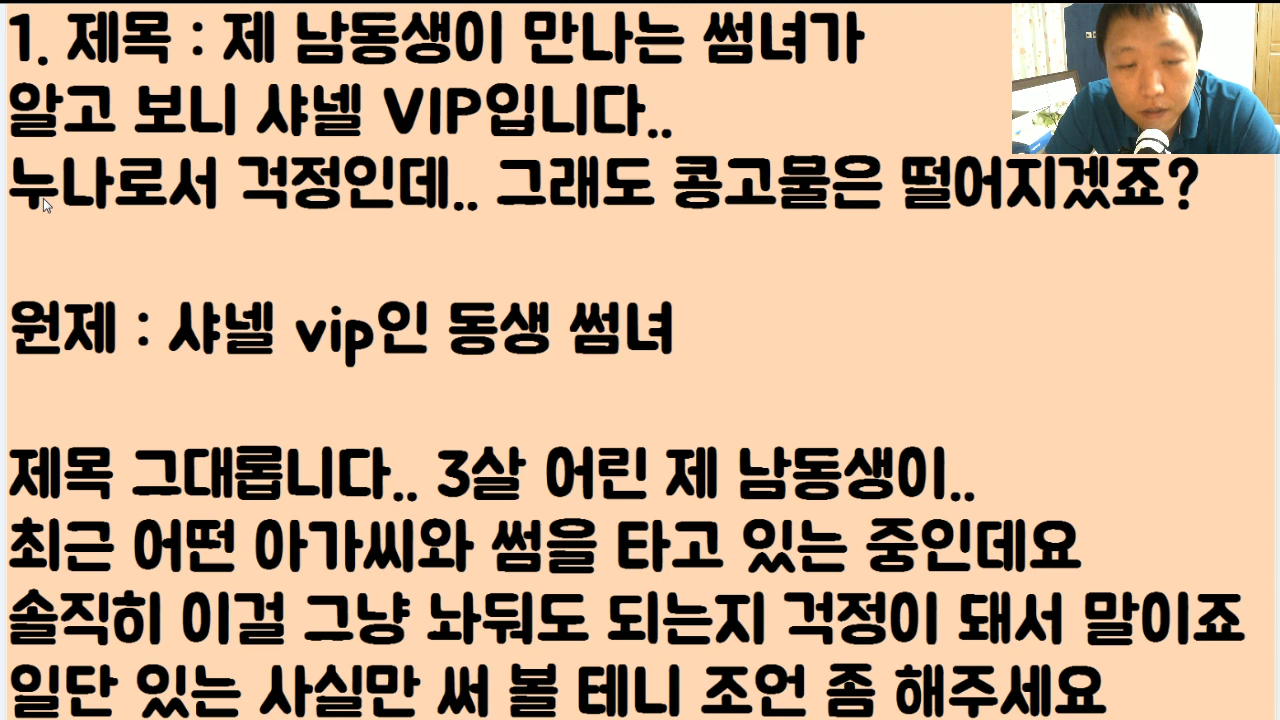 1. 제목 : 제 남동생이 만나는 썸녀가
알고 보니 샤넬 VIP입니다..
누나로서 걱정인데.. 그래도 콩고물은 떨어지겠죠?
원제 : 샤넬 vip인 동생 썸녀
제목 그대롭니다.. 3살 어린 제 남동생이..
최근 어떤 아가씨와 썸을 타고 있는 중인데요
솔직히 이걸 그냥 놔둬도 되는지 걱정이 돼서 말이죠
일단 있는 사실만 써 볼 테니 조언 좀 해주세요